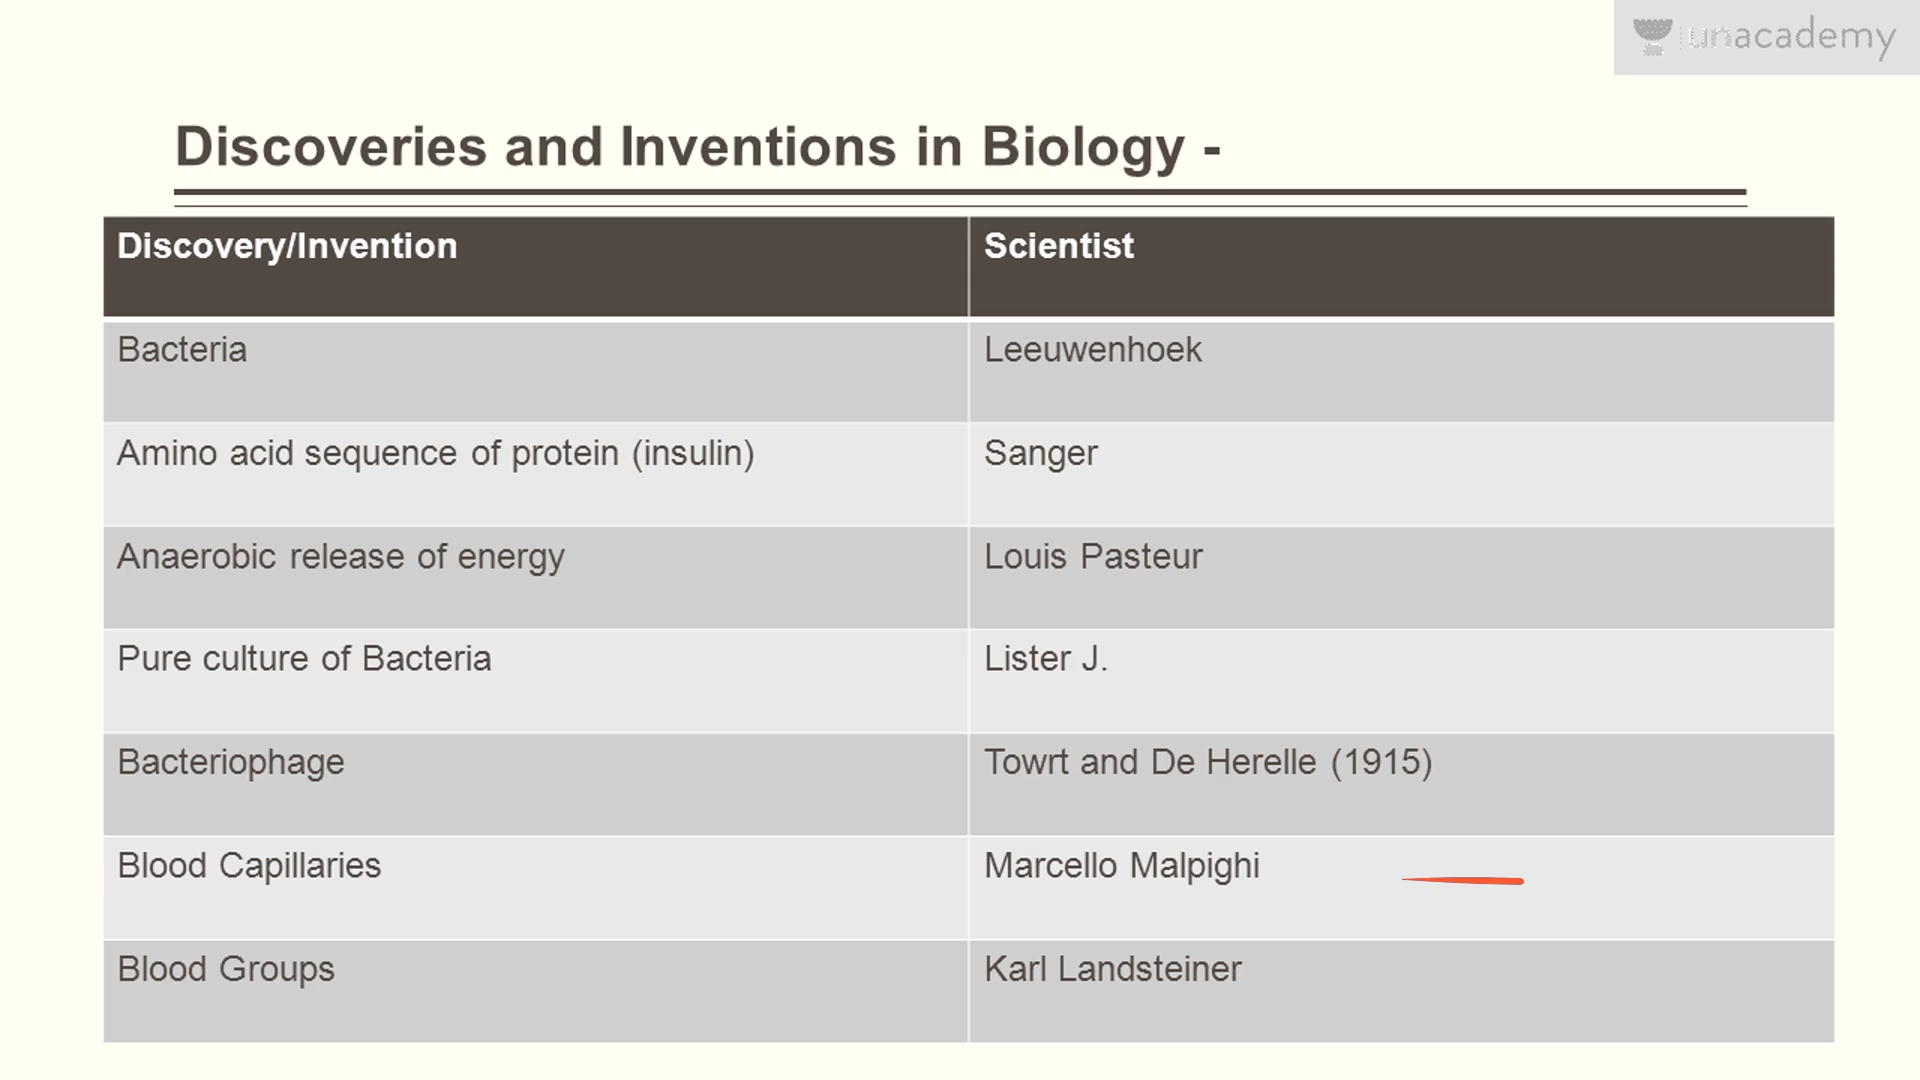 unacademy
Discoveries and Inventions in Biology -
Discovery/Invention Scientist
Bacteria Leeuwenhoek
Amino acid sequence of protein (insulin) Sanger
Anaerobic release of energy Louis Pasteur
Pure culture of Bacteria Lister J.
Bacteriophage Towrt and De Herelle (1915)
Blood Capillaries Marcello Malpighi
Blood Groups Karl Landsteiner